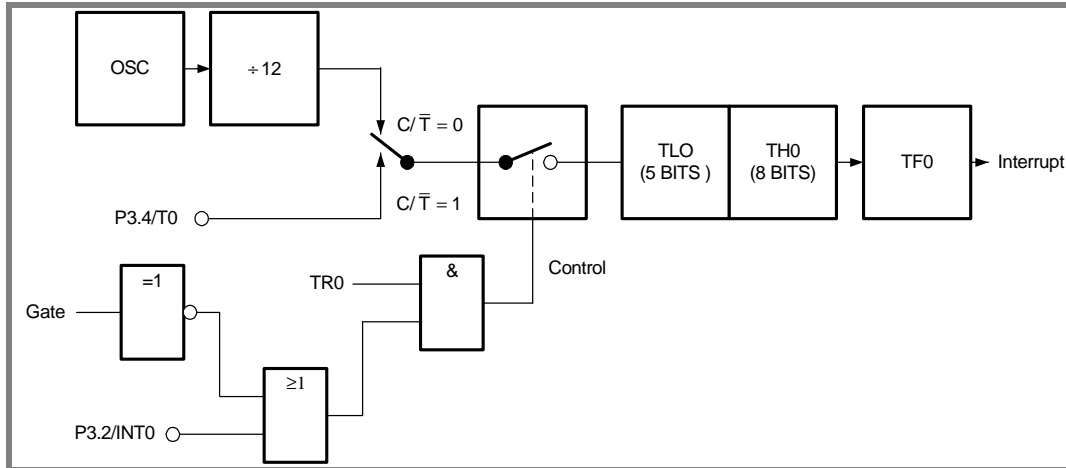 OSC
÷ 12
C/T̅ = 0
TLO
(5 BITS )
TH0
(8 BITS)
TF0
Interrupt
C/T̅ = 1
P3.4/T0
=1
&
Control
TR0
Gate
≥1
P3.2/INT0